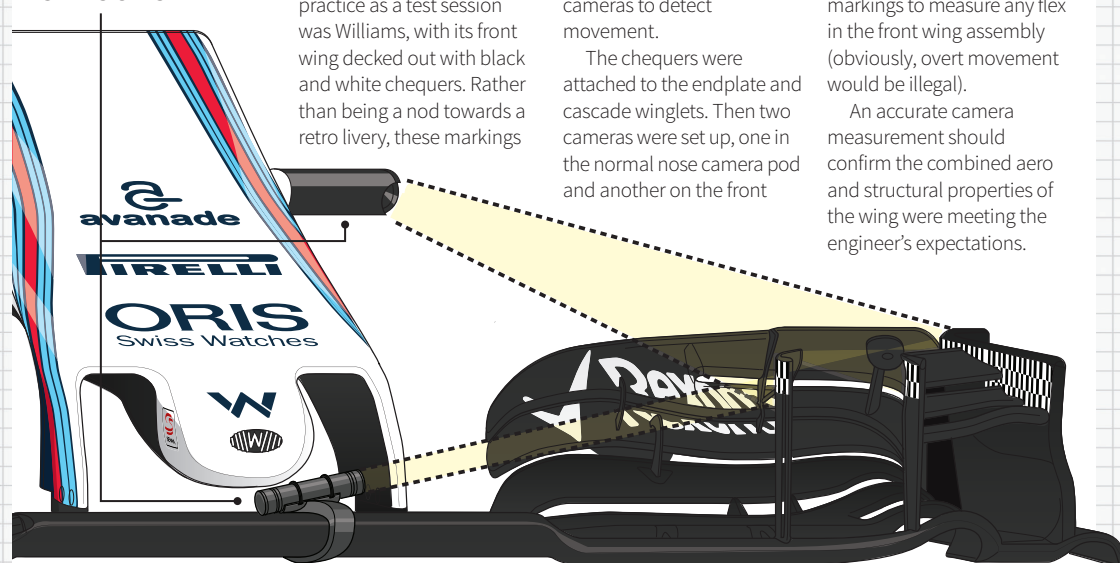 practice as a test session
was Williams, with its front
wing decked out with black
and white chequers. Rather
than being a nod towards a
retro livery, these markings
cameras to detect
movement.
The chequers were
attached to the endplate and
cascade winglets. Then two
cameras were set up, one in
the normal nose camera pod
and another on the front
markings to measure any flex
in the front wing assembly
(obviously, overt movement
would be illegal).
An accurate camera
measurement should
confirm the combined aero
and structural properties of
the wing were meeting the
engineer’s expectations.
avanade
PIRELLI
ORIS
Swiss Watches
W
W